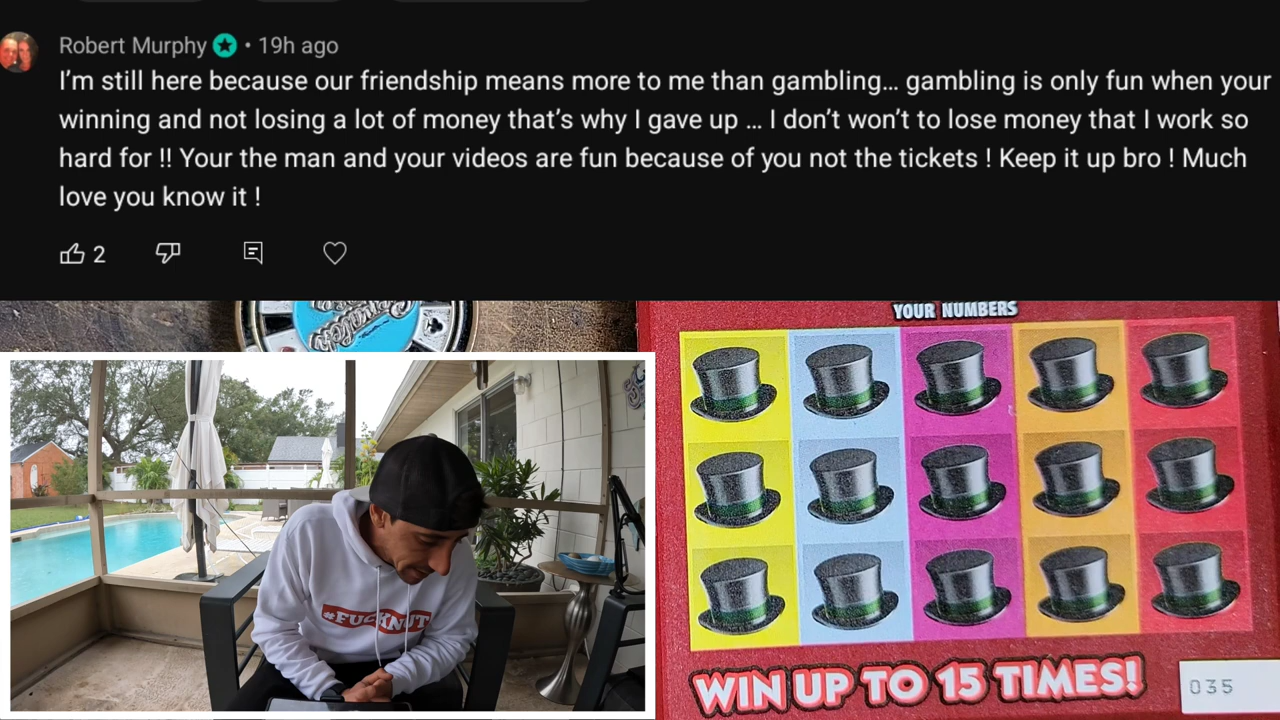 Robert Murphy • 19h ago
I’m still here because our friendship means more to me than gambling... gambling is only fun when your
winning and not losing a lot of money that’s why I gave up ... I don’t won’t to lose money that I work so
hard for !! Your the man and your videos are fun because of you not the tickets ! Keep it up bro ! Much
love you know it !
2
YOUR NUMBERS
#FUCKNUT
WIN UP TO 15 TIMES!
035